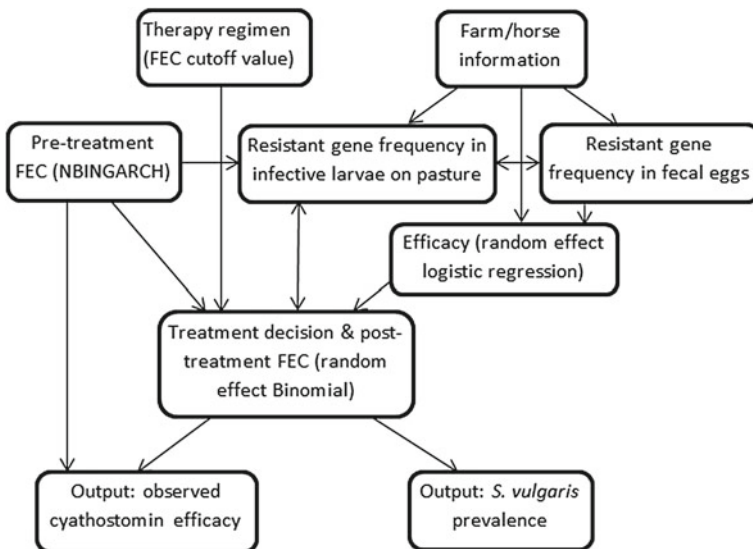 Therapy regimen
(FEC cutoff value)
Farm/horse
information
Pre-treatment
FEC (NBINGARCH)
Resistant gene frequency in
infective larvae on pasture
Resistant gene
frequency in fecal eggs
Efficacy (random effect
logistic regression)
Treatment decision & post-
treatment FEC (random
effect Binomial)
Output: observed
cyathostomin efficacy
Output: S. vulgaris
prevalence